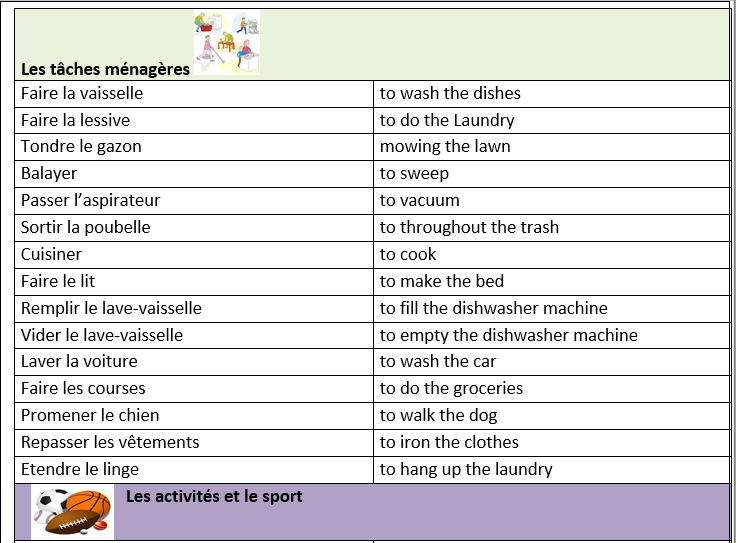 Les tâches ménagères
Faire la vaisselle to wash the dishes
Faire la lessive to do the Laundry
Tondre le gazon mowing the lawn
Balayer to sweep
Passer l’aspirateur to vacuum
Sortir la poubelle to throughout the trash
Cuisiner to cook
Faire le lit to make the bed
Remplir le lave-vaisselle to fill the dishwasher machine
Vider le lave-vaisselle to empty the dishwasher machine
Laver la voiture to wash the car
Faire les courses to do the groceries
Promener le chien to walk the dog
Repasser les vêtements to iron the clothes
Etendre le linge to hang up the laundry
Les activités et le sport